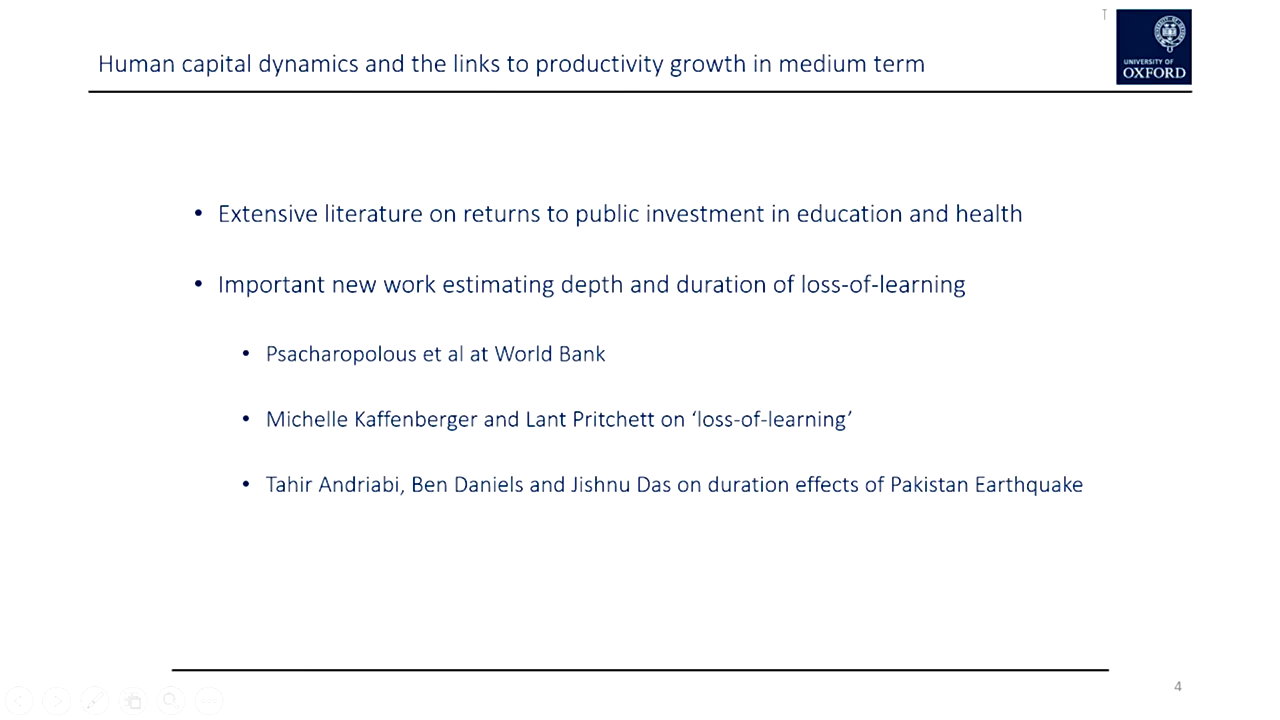 T
UNIVERSITY OF
OXFORD
Human capital dynamics and the links to productivity growth in medium term
• Extensive literature on returns to public investment in education and health
• Important new work estimating depth and duration of loss-of-learning
• Psacharopolous et al at World Bank
• Michelle Kaffenberger and Lant Pritchett on ‘loss-of-learning’
• Tahir Andriabi, Ben Daniels and Jishnu Das on duration effects of Pakistan Earthquake
4